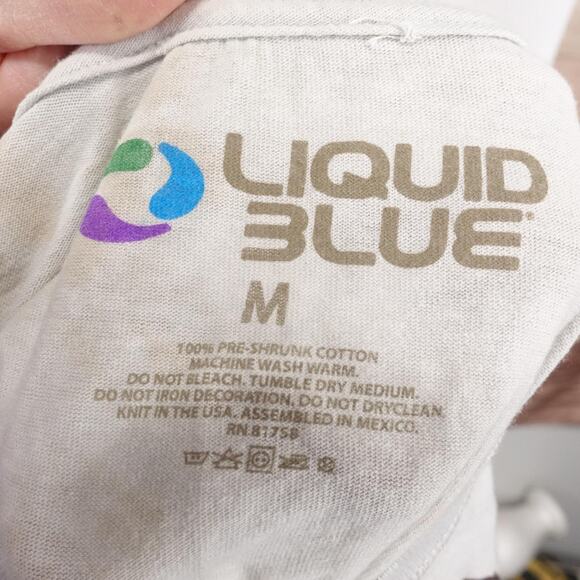 LIQUID
BLUE®
M
100% PRE-SHRUNK COTTON
MACHINE WASH WARM.
DO NOT BLEACH. TUMBLE DRY MEDIUM.
DO NOT IRON DECORATION. DO NOT DRYCLEAN.
KNIT IN THE USA. ASSEMBLED IN MEXICO.
RN 81758